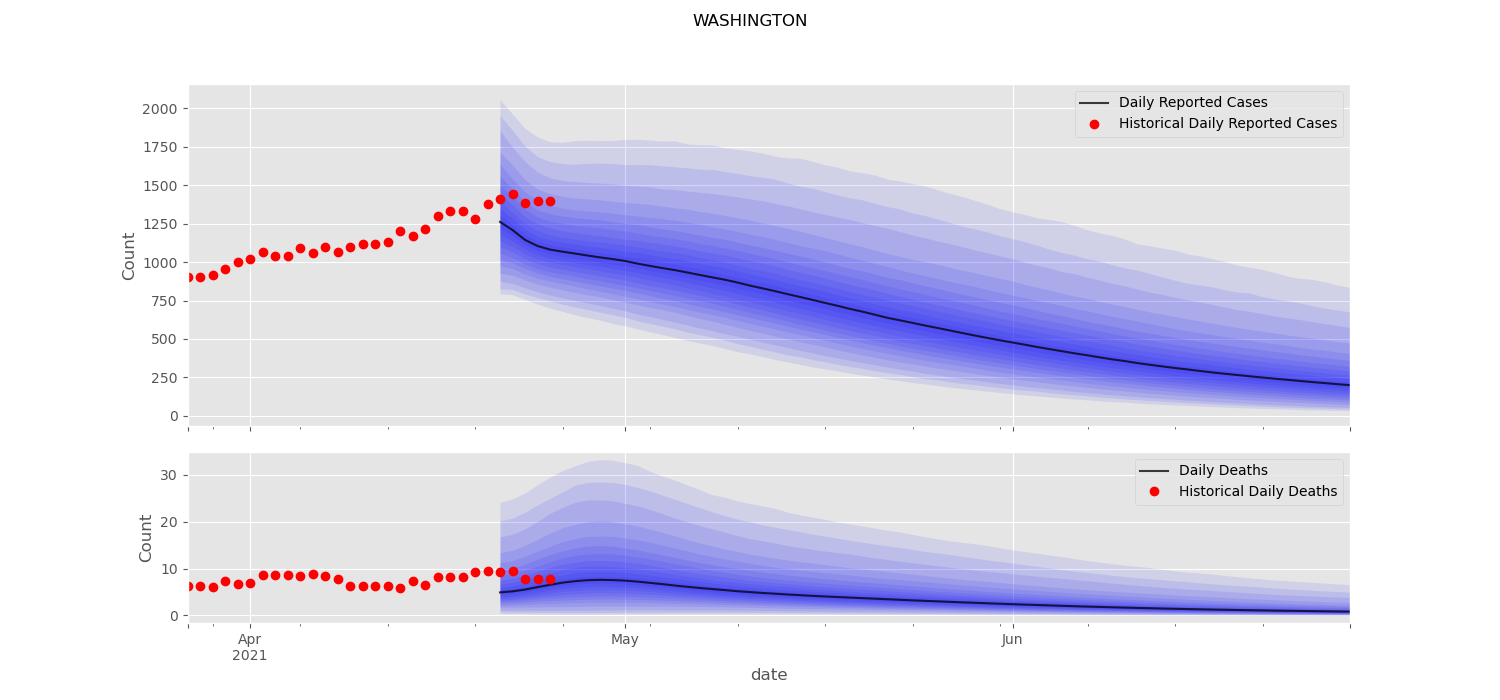 WASHINGTON
Count
2000
1750
1500
1250
1000
750
500
250
0
Daily Reported Cases
Historical Daily Reported Cases
Count
30
20
10
0
Daily Deaths
Historical Daily Deaths
Apr
2021
May
Jun
date